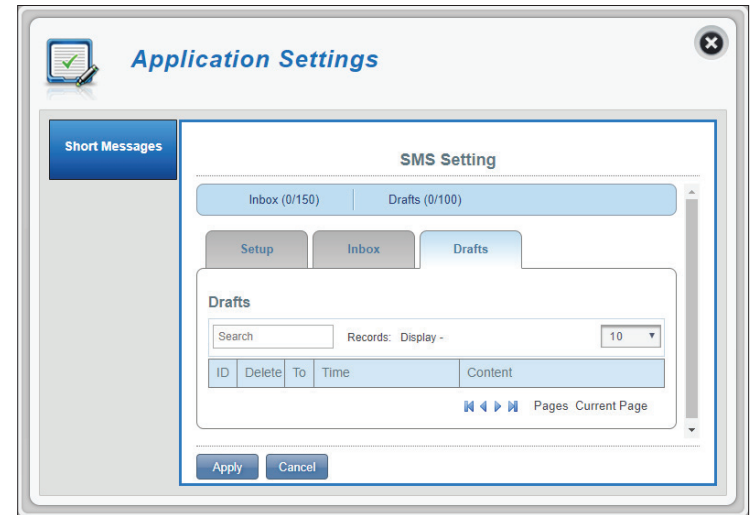 Application Settings
Short Messages
SMS Setting
Inbox (0/150) Drafts (0/100)
Setup Inbox Drafts
Drafts
Search Records: Display - 10
ID Delete To Time Content
Pages Current Page
Apply Cancel